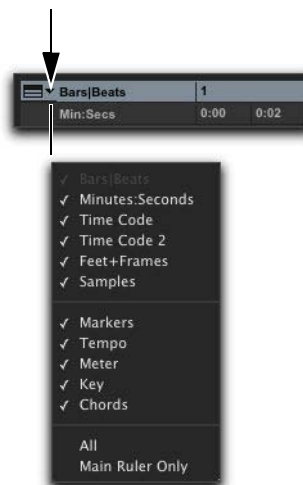 Bars|Beats 1
Min:Secs 0:00 0:02
✓ Bars|Beats
✓ Minutes:Seconds
✓ Time Code
✓ Time Code 2
✓ Feet+Frames
✓ Samples
✓ Markers
✓ Tempo
✓ Meter
✓ Key
✓ Chords
All
Main Ruler Only